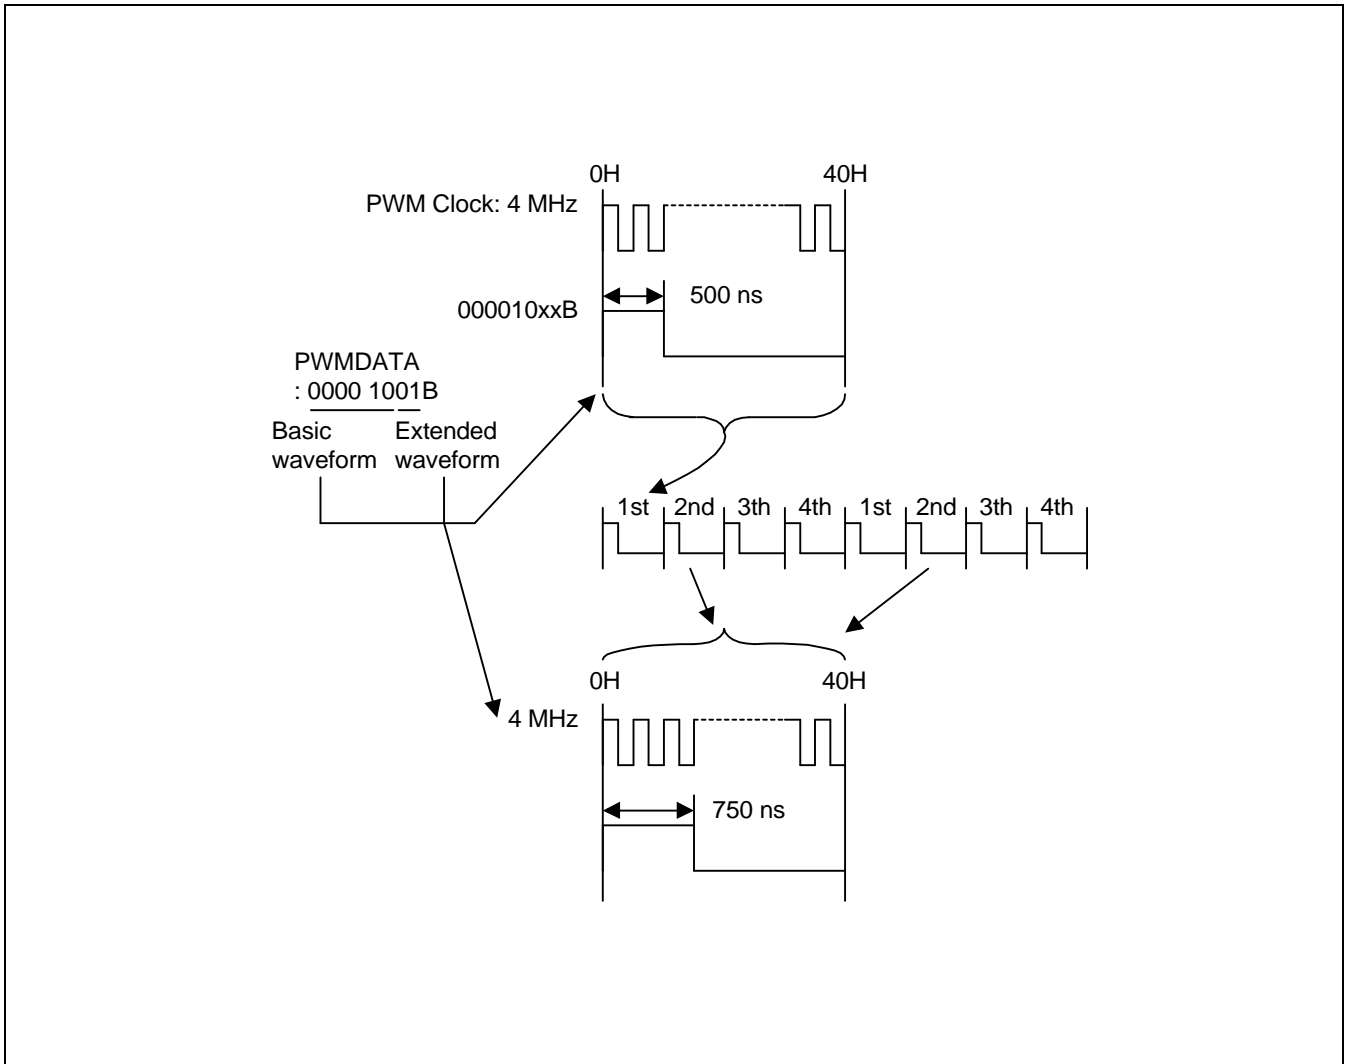 0H 40H
PWM Clock: 4 MHz
500 ns
000010xxB
PWMDATA
: 0000 1001B
Basic waveform
Extended waveform
1st 2nd 3th 4th 1st 2nd 3th 4th
0H 40H
4 MHz
750 ns